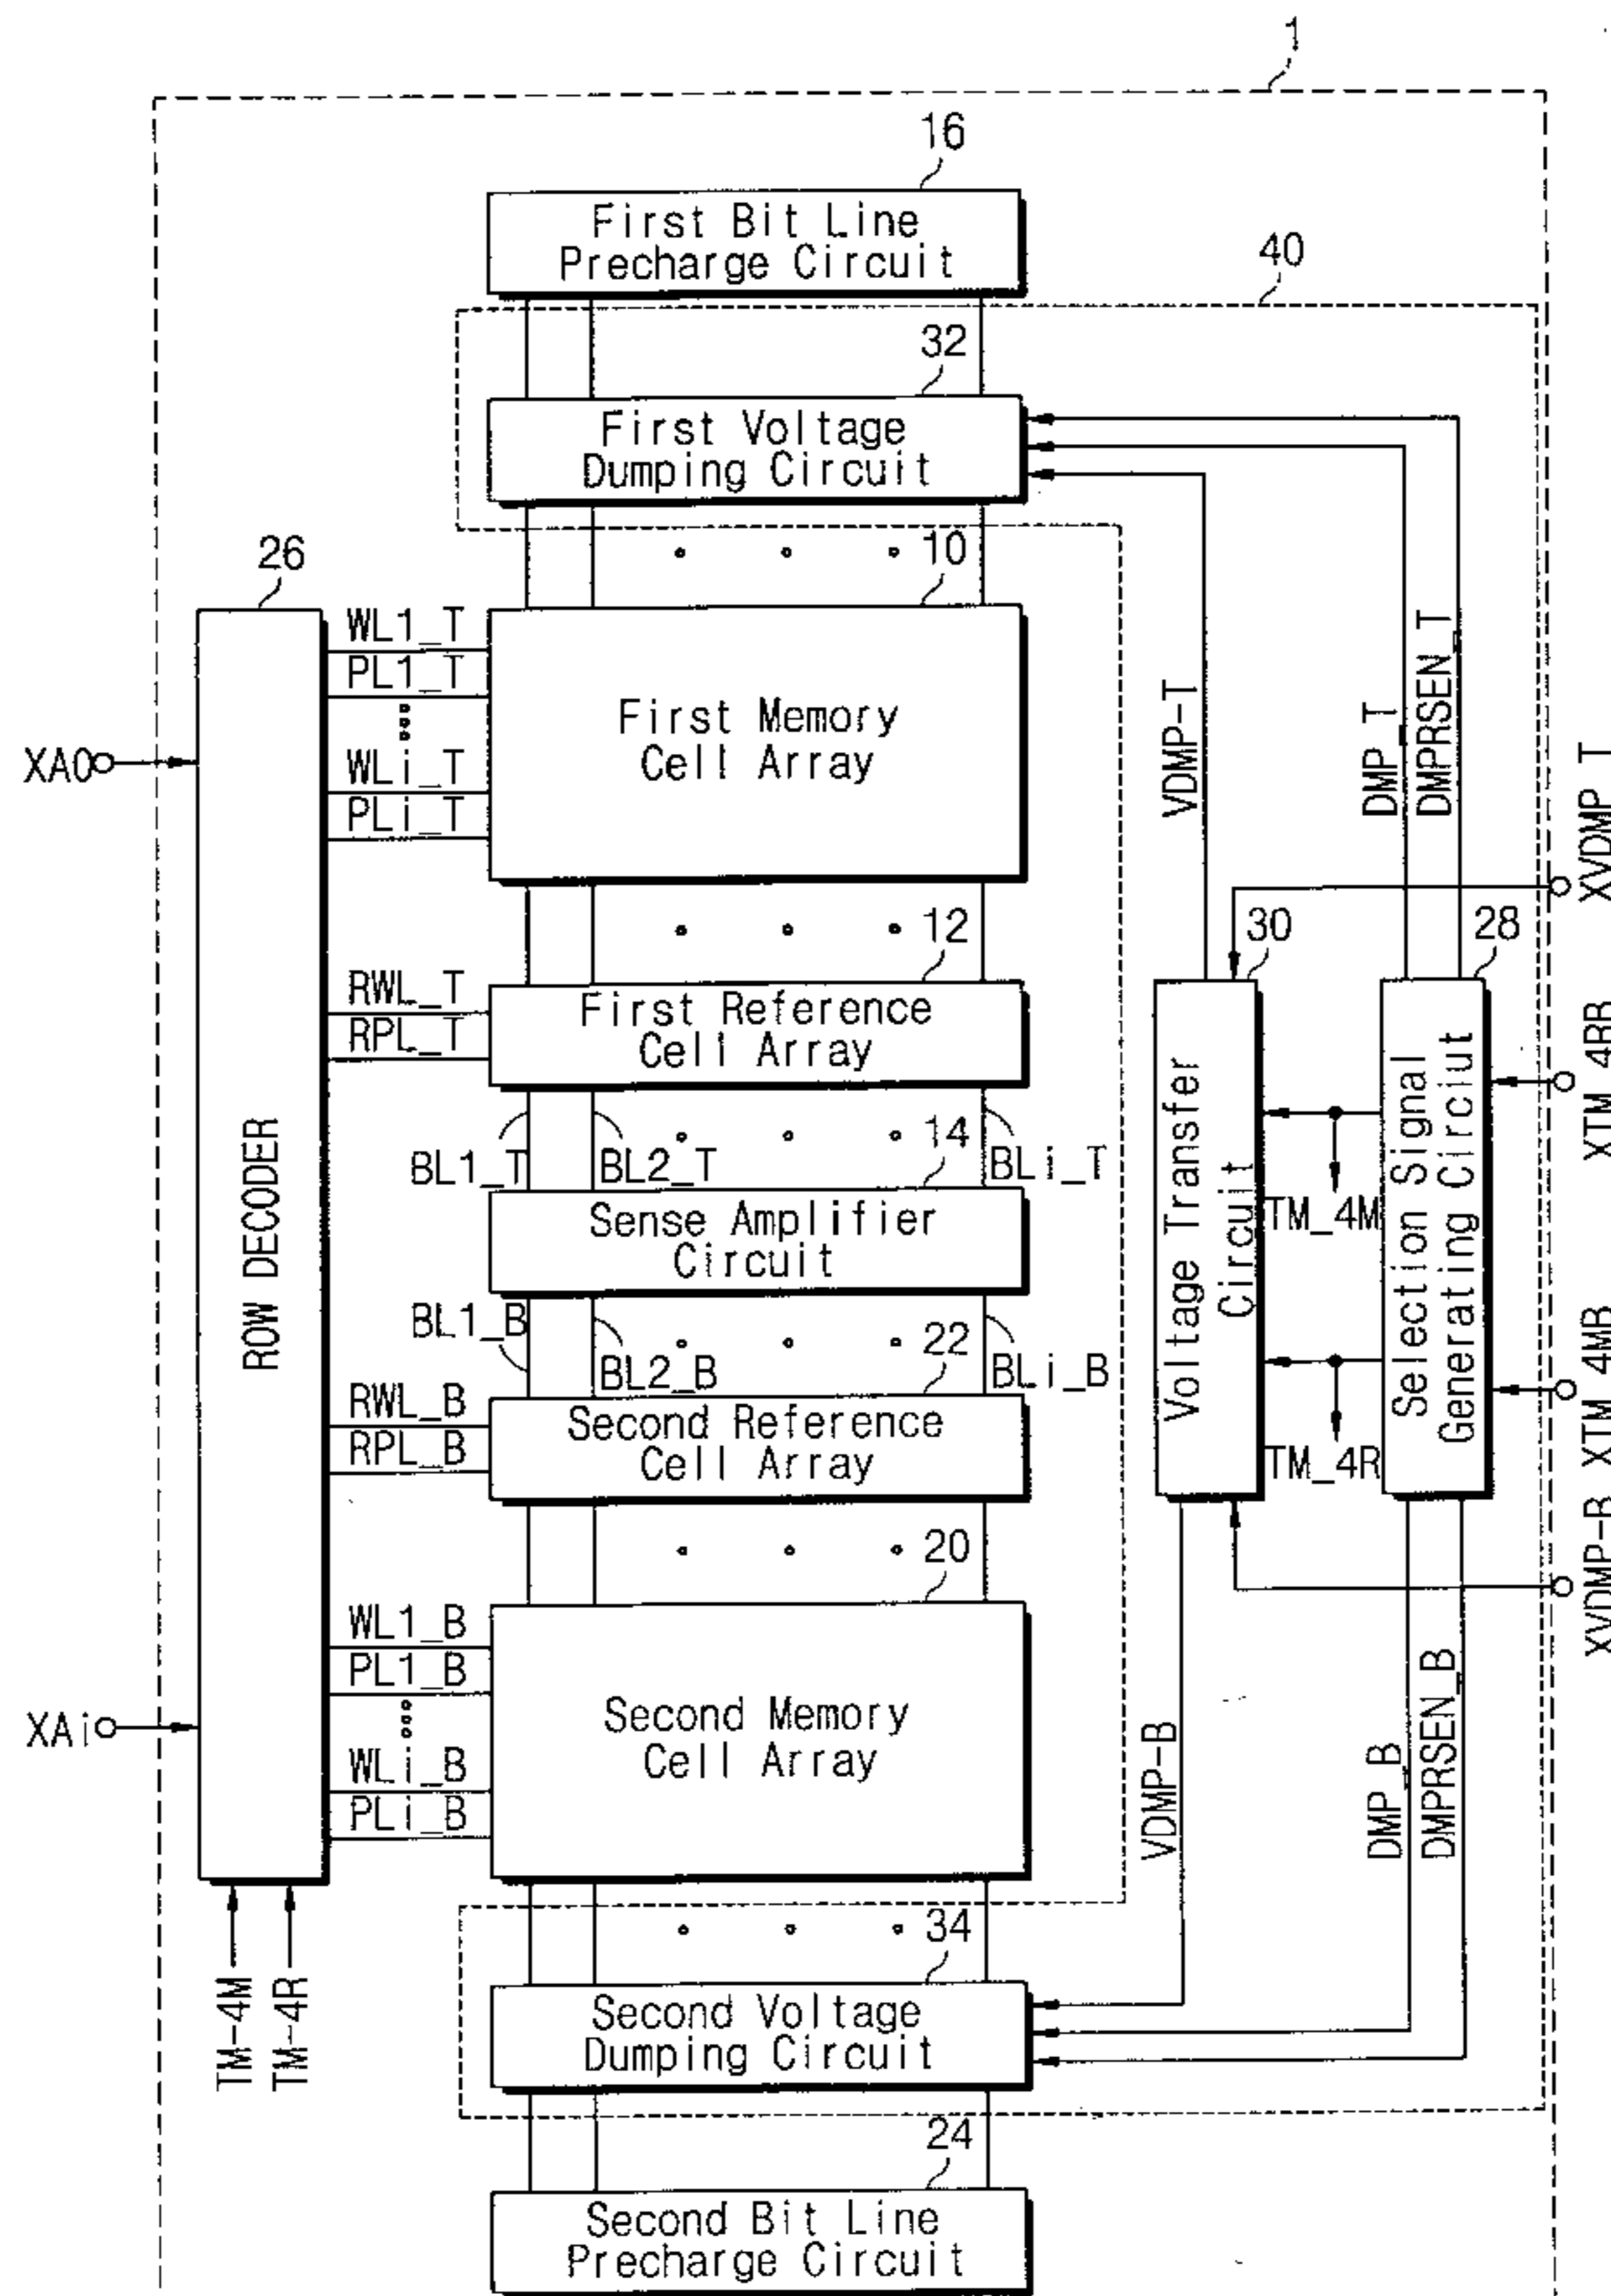 1
16
First Bit Line
Precharge Circuit
40
32
First Voltage
Dumping Circuit
10
26
WL1_T
PL1_T
First Memory
Cell Array
XA0
WLi_T
PLi_T
VDMP-T
DMP_T
DMPRSEN_T
XVDMP_T
12
30
28
RWL_T
RPL_T
First Reference
Cell Array
ROW DECODER
BL1_T
BL2_T
14
BLi_T
Sense Amplifier
Circuit
Voltage Transfer
Circuit
TM_4M
TM_4R
Selection Signal
Generating Circiut
XTM_4MB
BL1_B
BL2_B
22
BLi_B
RWL_B
RPL_B
Second Reference
Cell Array
20
XVDMP-B
WL1_B
PL1_B
Second Memory
Cell Array
XAi
WLi_B
PLi_B
VDMP-B
DMP_B
DMPRSEN_B
34
TM-4M
TM-4R
Second Voltage
Dumping Circuit
24
Second Bit Line
Precharge Circuit